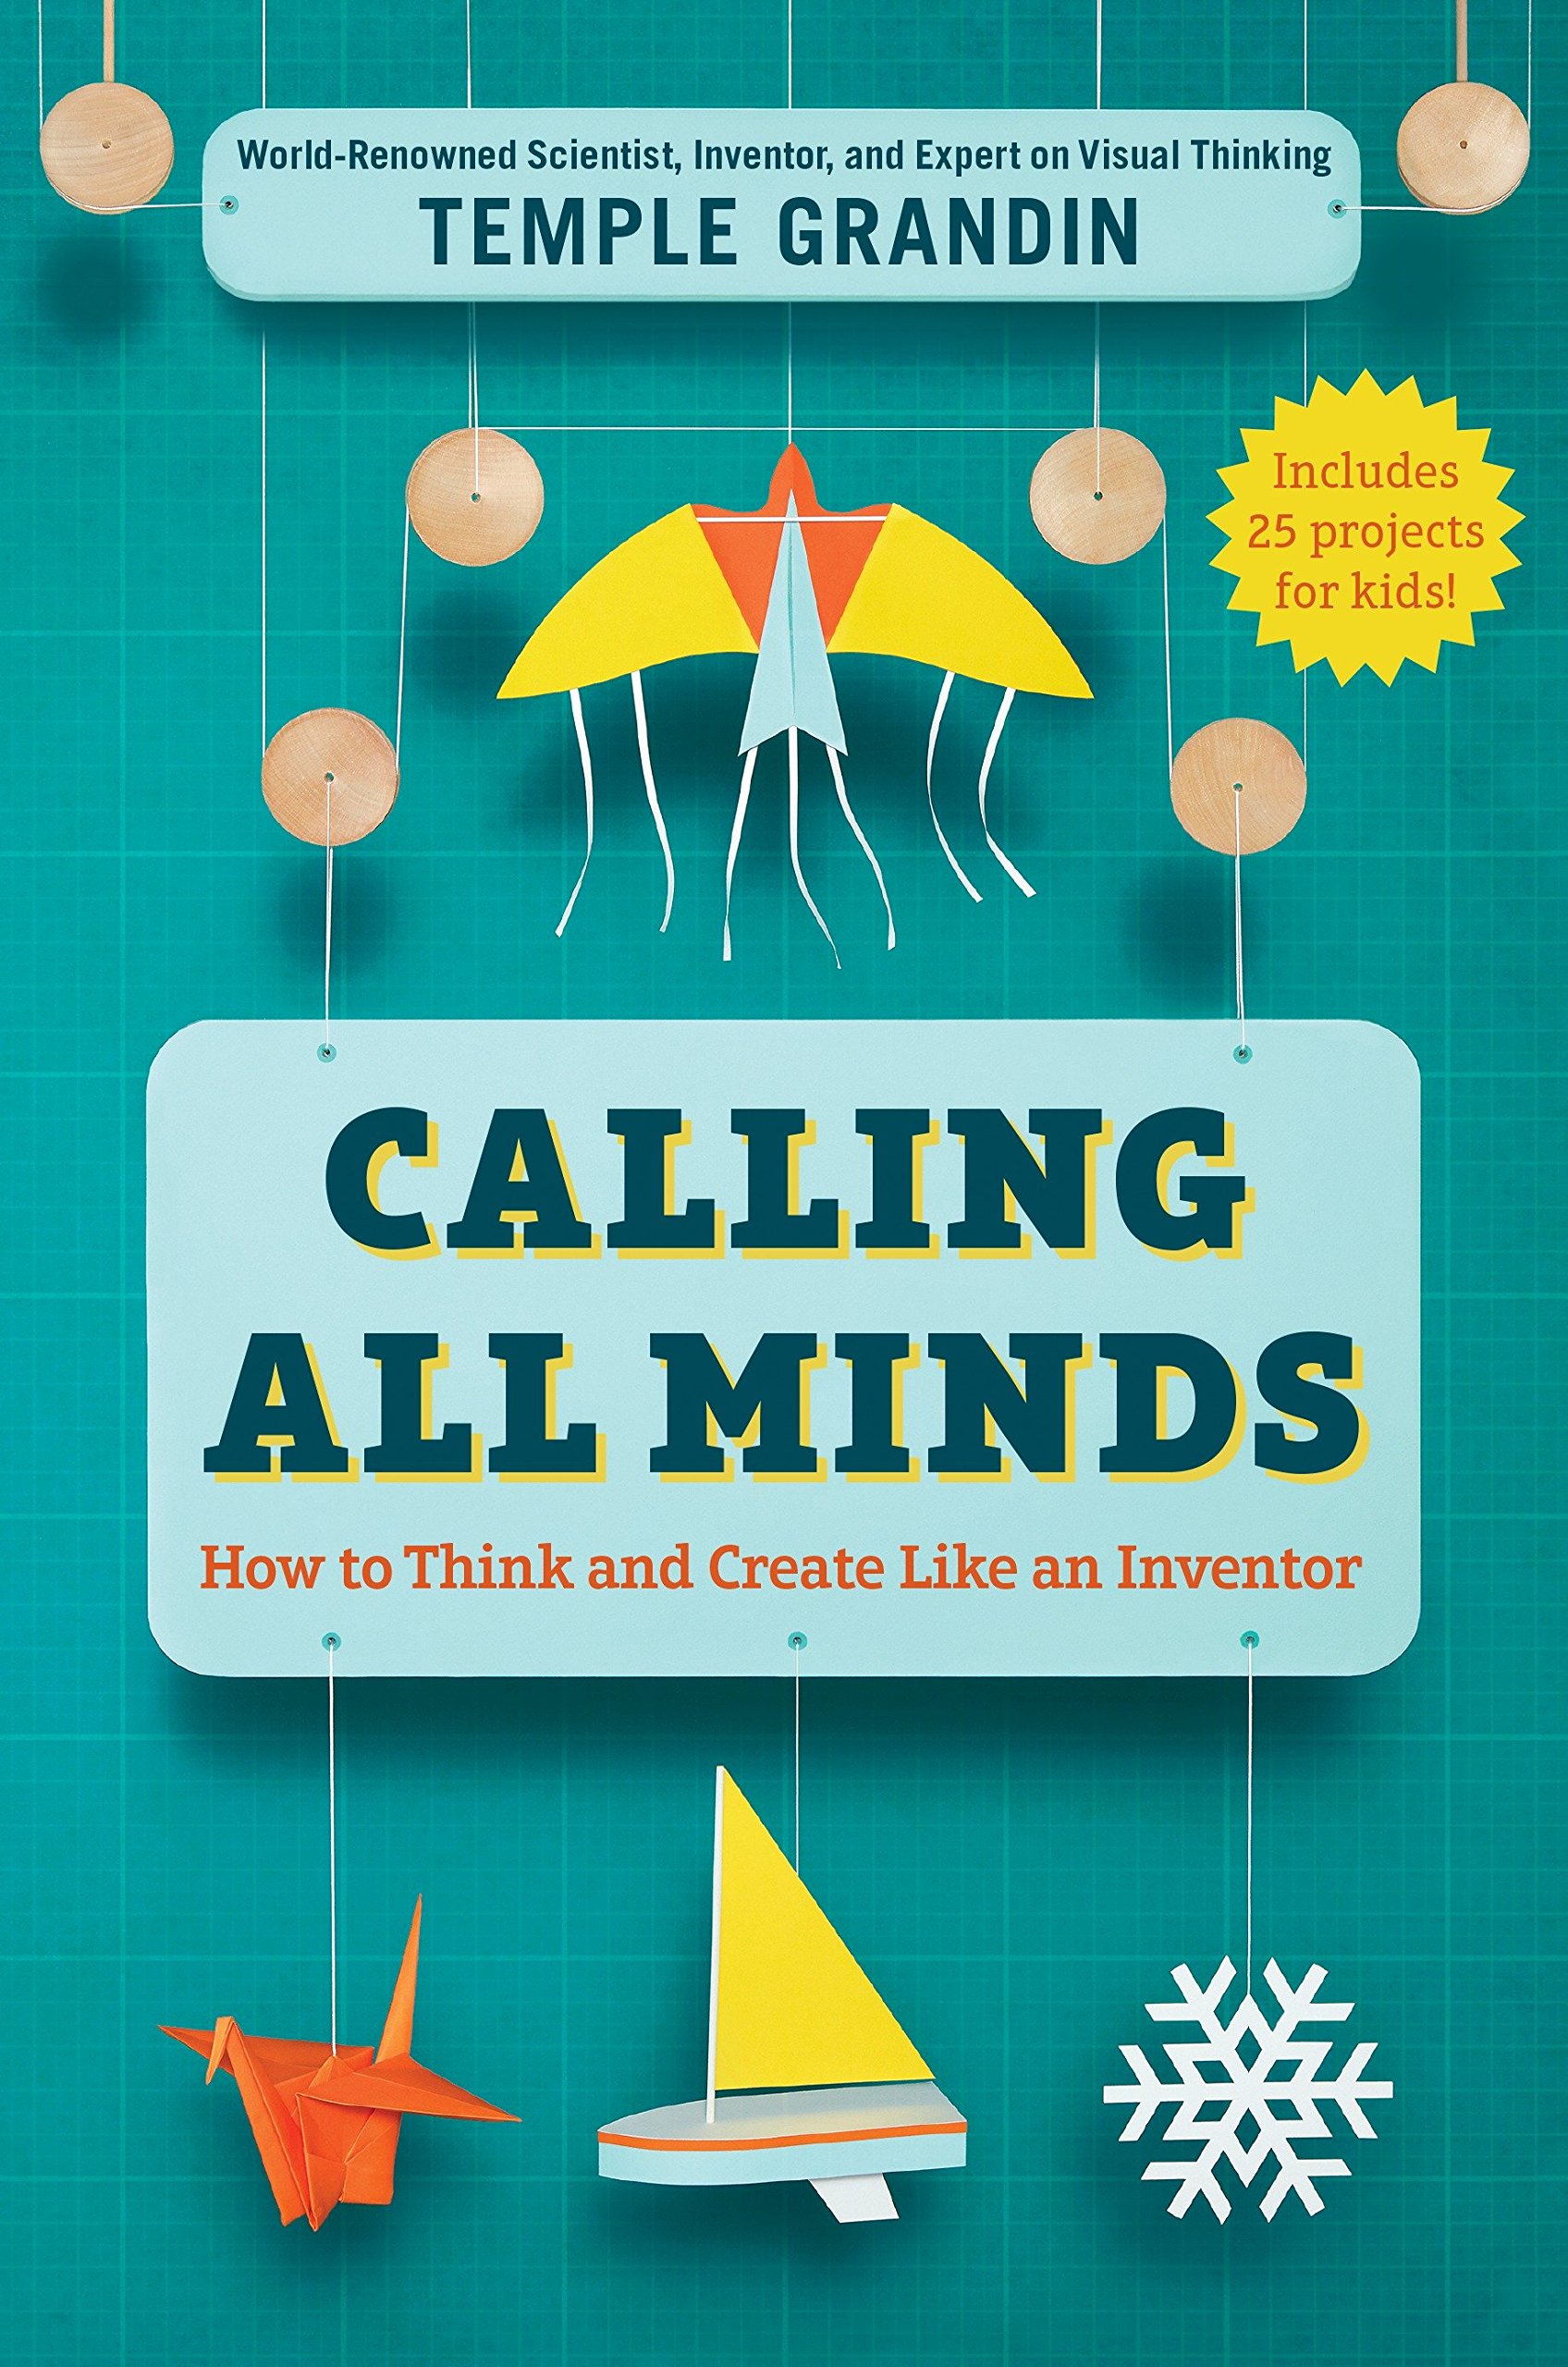 World-Renowned Scientist, Inventor, and Expert on Visual Thinking
TEMPLE GRANDIN
Includes
25 projects
for kids!
CALLING
ALL MINDS
How to Think and Create Like an Inventor